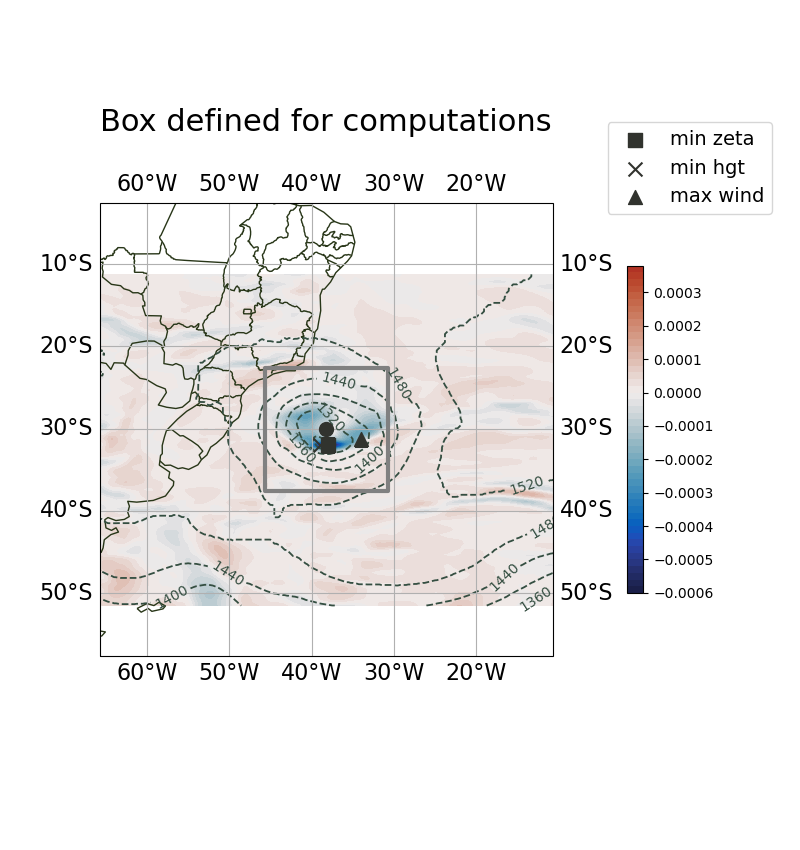 Box defined for computations
min zeta
min hgt
max wind
60°W 50°W 40°W 30°W 20°W
10°S 10°S
20°S 20°S
30°S 30°S
40°S 40°S
50°S 50°S
60°W 50°W 40°W 30°W 20°W
1440
1480
1320
1360
1400
1520
148
1440
1440
1400
1360
0.0003
0.0002
0.0001
0.0000
−0.0001
−0.0002
−0.0003
−0.0004
−0.0005
−0.0006